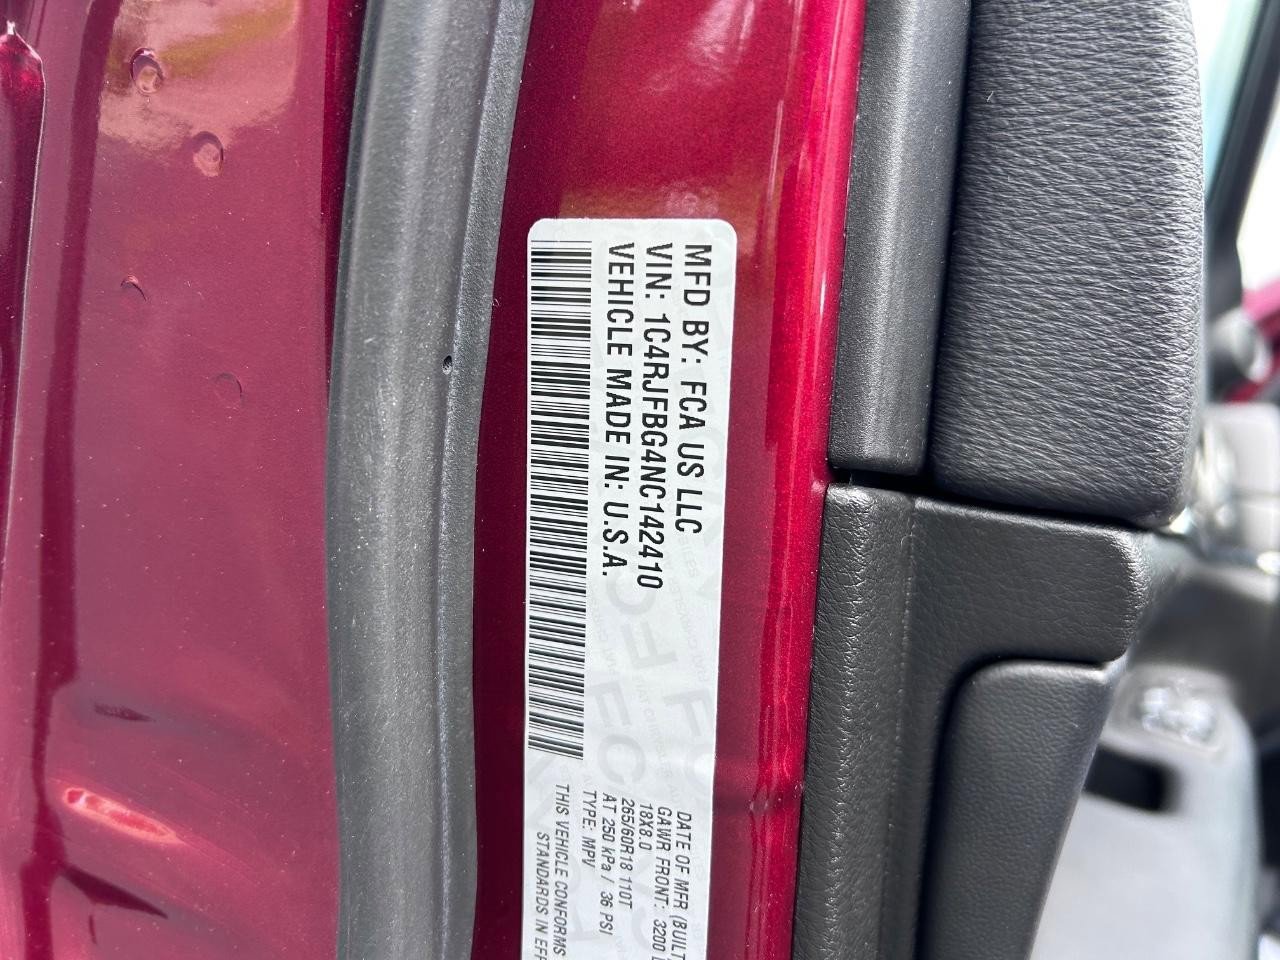 MFD BY: FCA US LLC
VIN: 1C4RJFBG4NC142410
VEHICLE MADE IN: U.S.A.
DATE OF MFR (BUILT
GAWR FRONT: 3200
18X8.0
265/60R18 110T
AT 250 kPa / 36 PSI
TYPE: MPV
THIS VEHICLE CONFORMS
STANDARDS IN EFF